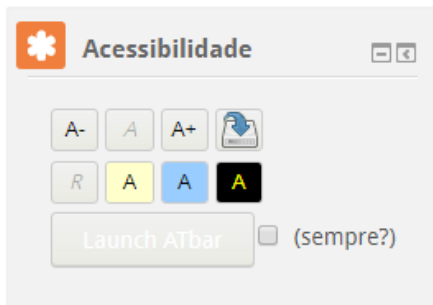 Acessibilidade
A- A A+
R A A A
Launch ATbar (sempre?)